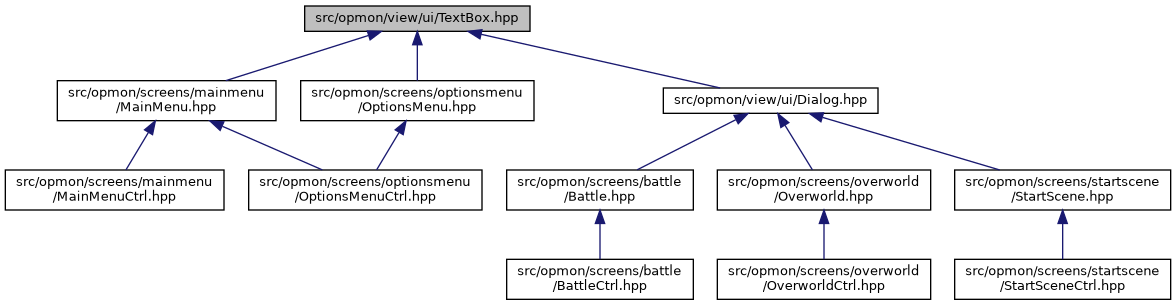 src/opmon/view/ui/TextBox.hpp
src/opmon/screens/mainmenu
/MainMenu.hpp
src/opmon/screens/optionsmenu
/OptionsMenu.hpp
src/opmon/view/ui/Dialog.hpp
src/opmon/screens/mainmenu
/MainMenuCtrl.hpp
src/opmon/screens/optionsmenu
/OptionsMenuCtrl.hpp
src/opmon/screens/battle
/Battle.hpp
src/opmon/screens/overworld
/Overworld.hpp
src/opmon/screens/startscene
/StartScene.hpp
src/opmon/screens/battle
/BattleCtrl.hpp
src/opmon/screens/overworld
/OverworldCtrl.hpp
src/opmon/screens/startscene
/StartSceneCtrl.hpp